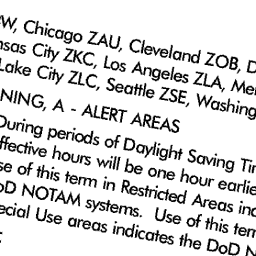 W, Chicago ZAU, Cleveland ZOB, D
nsas City ZKC, Los Angeles ZLA, Me
Lake City ZLC, Seattle ZSE, Washing
NING, A - ALERT AREAS
During periods of Daylight Saving Ti
ffective hours will be one hour earlie
se of this term in Restricted Areas ind
oD NOTAM systems. Use of this ter
ecial Use areas indicates the DoD N